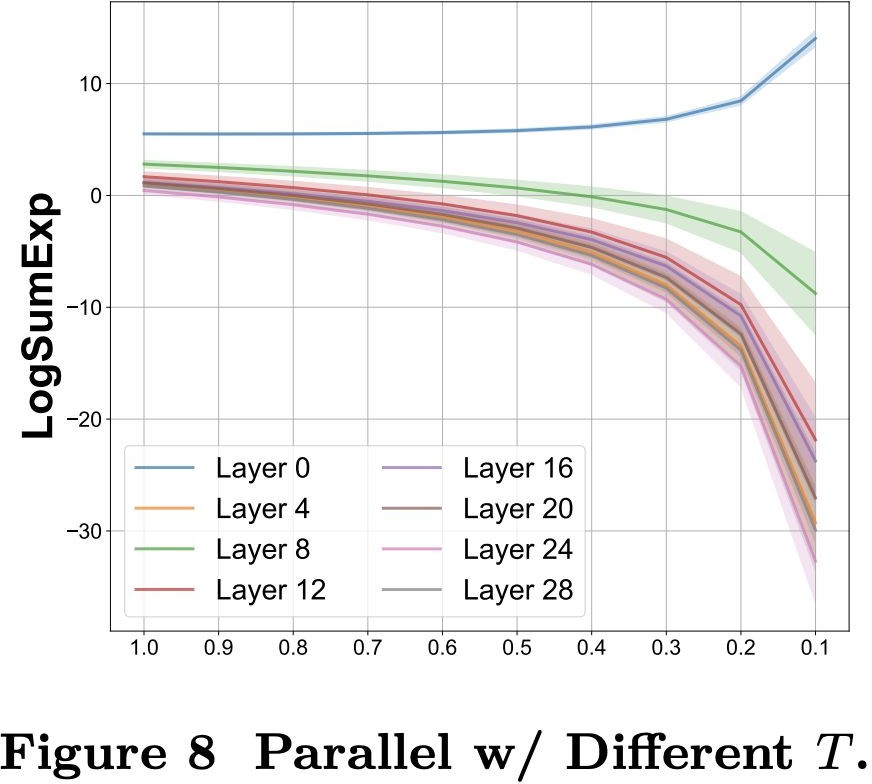 10
0
−10
−20
−30
LogSumExp
Layer 0
Layer 4
Layer 8
Layer 12
Layer 16
Layer 20
Layer 24
Layer 28
1.0 0.9 0.8 0.7 0.6 0.5 0.4 0.3 0.2 0.1
Figure 8 Parallel w/ Different T.